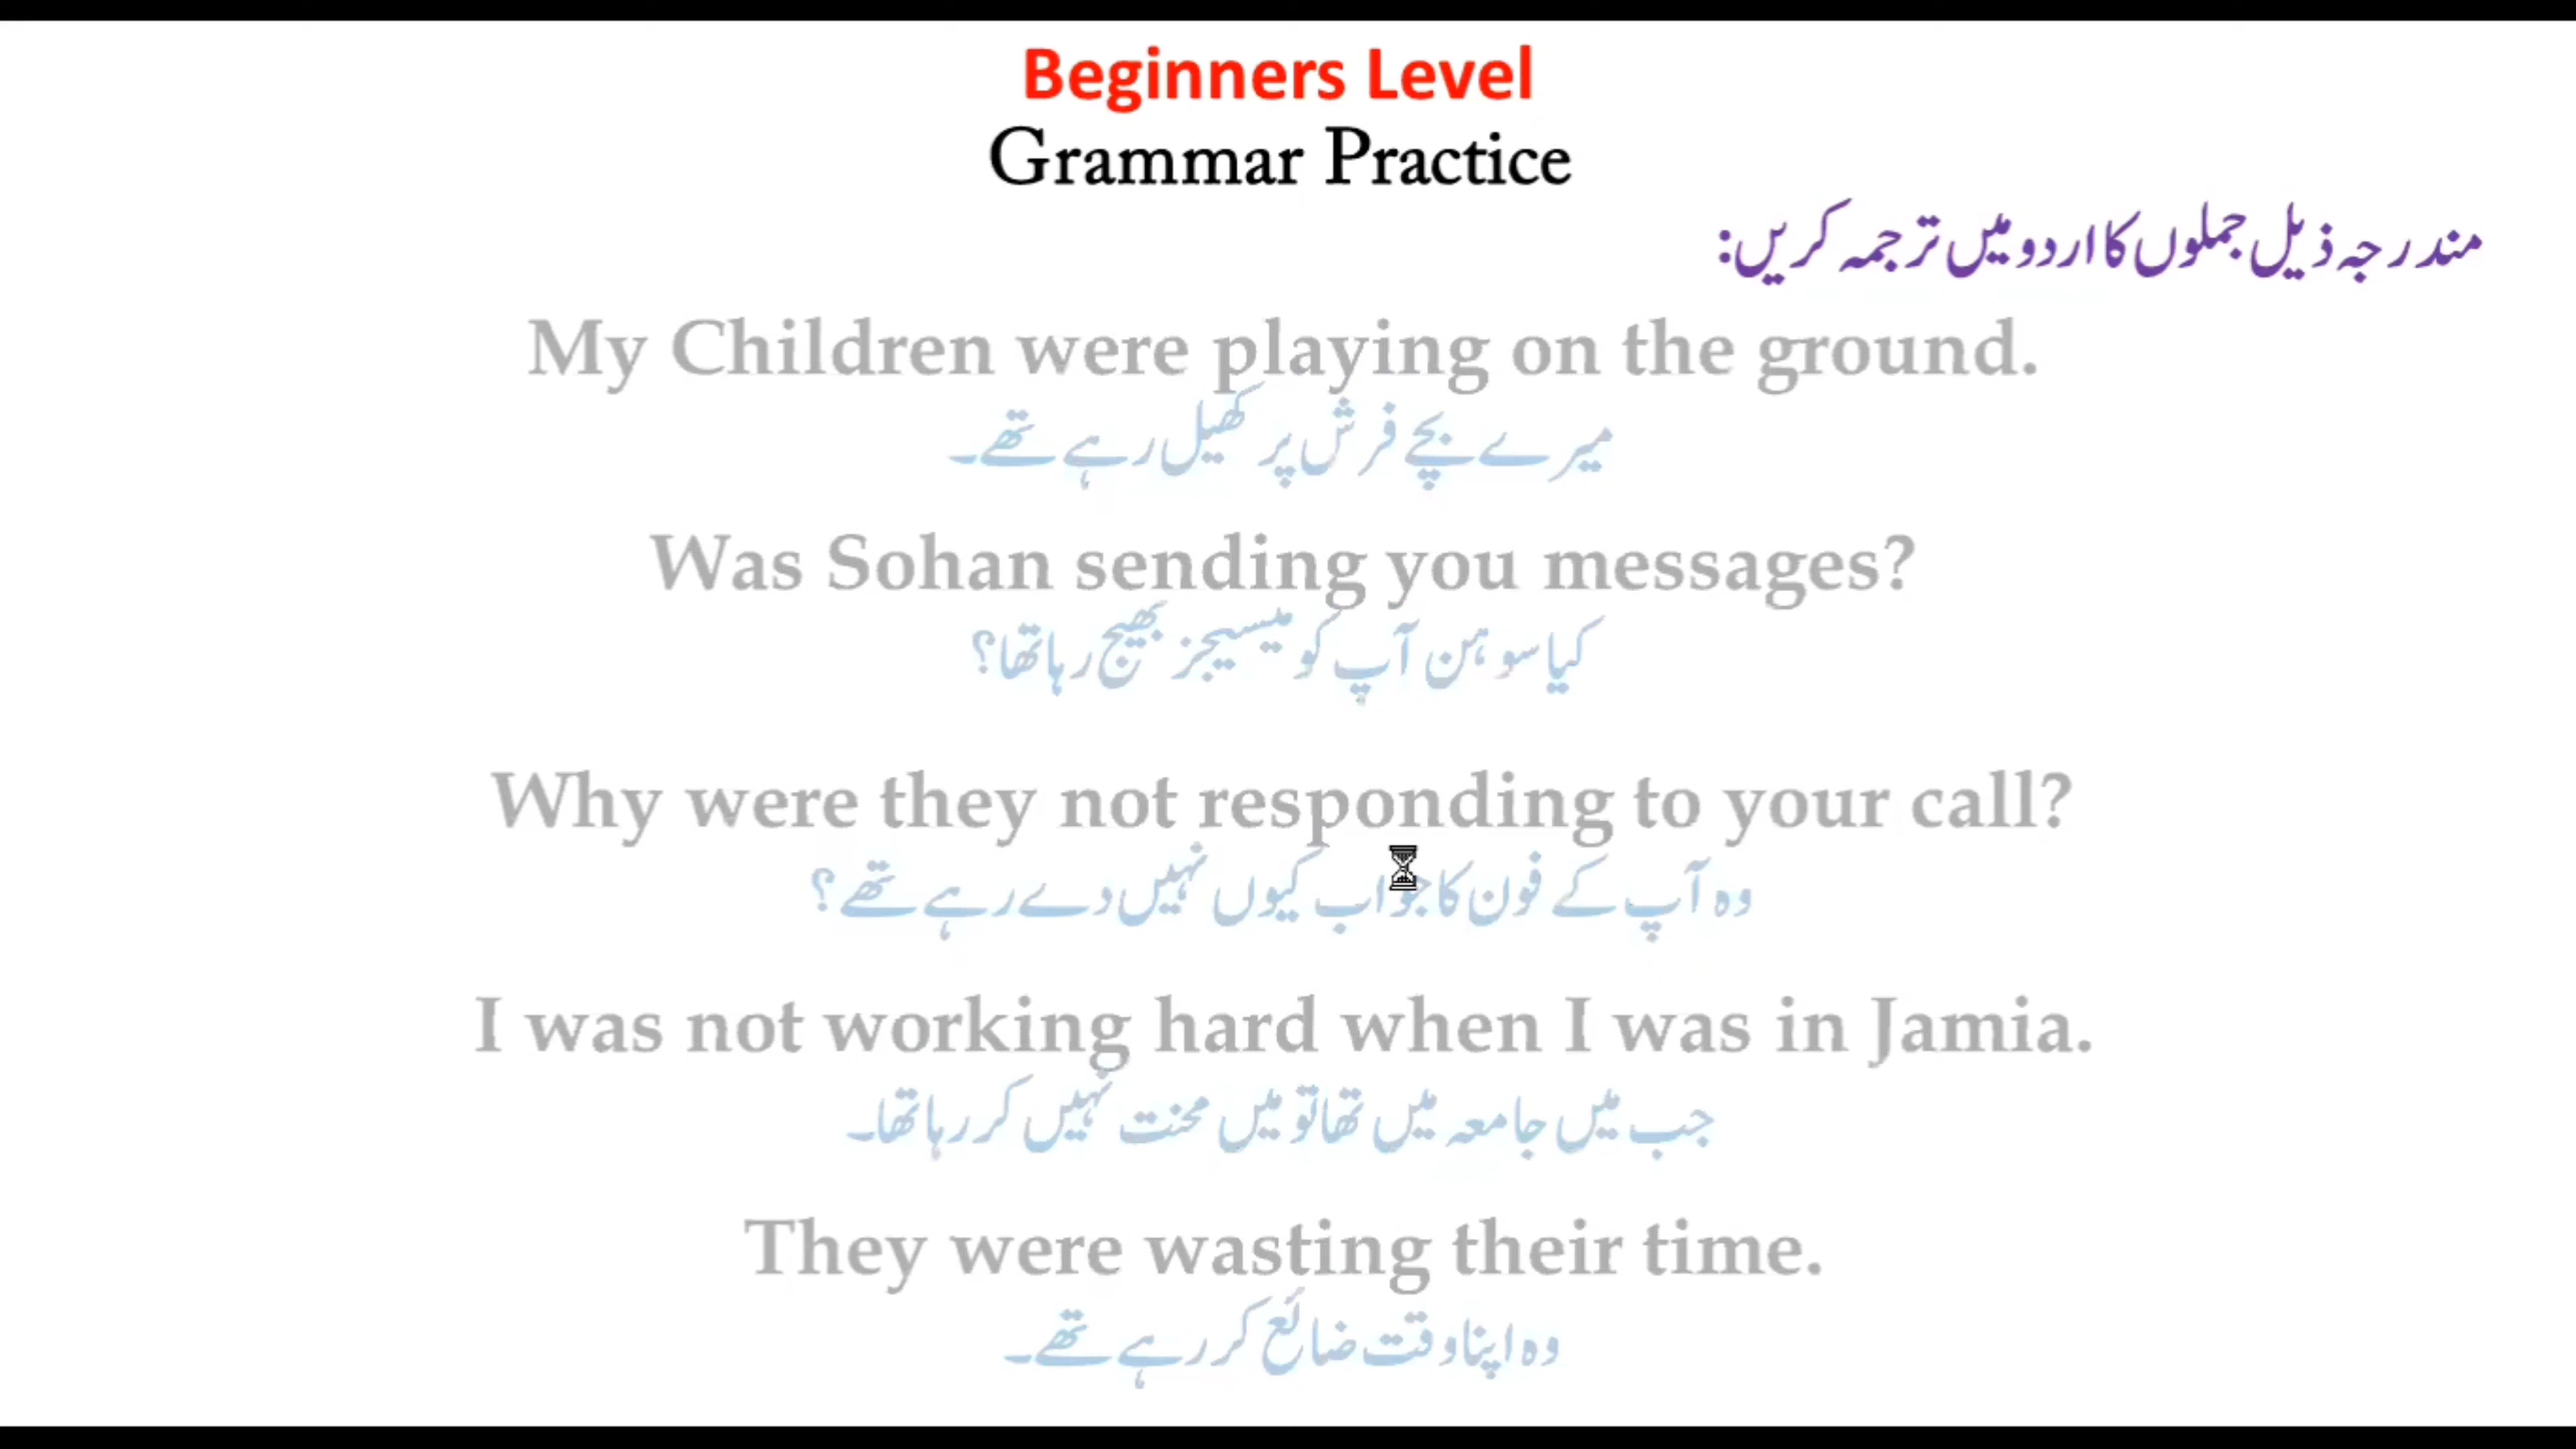 Beginners Level
Grammar Practice
مندرجہ ذیل جملوں کا اردو میں ترجمہ کریں:
My Children were playing on the ground.
میرے بچے فرش پر کھیل رہے تھے۔
Was Sohan sending you messages?
کیا سوہن آپ کو میسیجز بھیج رہا تھا؟
Why were they not responding to your call?
وہ آپ کے فون کا جواب کیوں نہیں دے رہے تھے؟
I was not working hard when I was in Jamia.
جب میں جامعہ میں تھا تو میں محنت نہیں کر رہا تھا۔
They were wasting their time.
وہ اپنا وقت ضائع کر رہے تھے۔